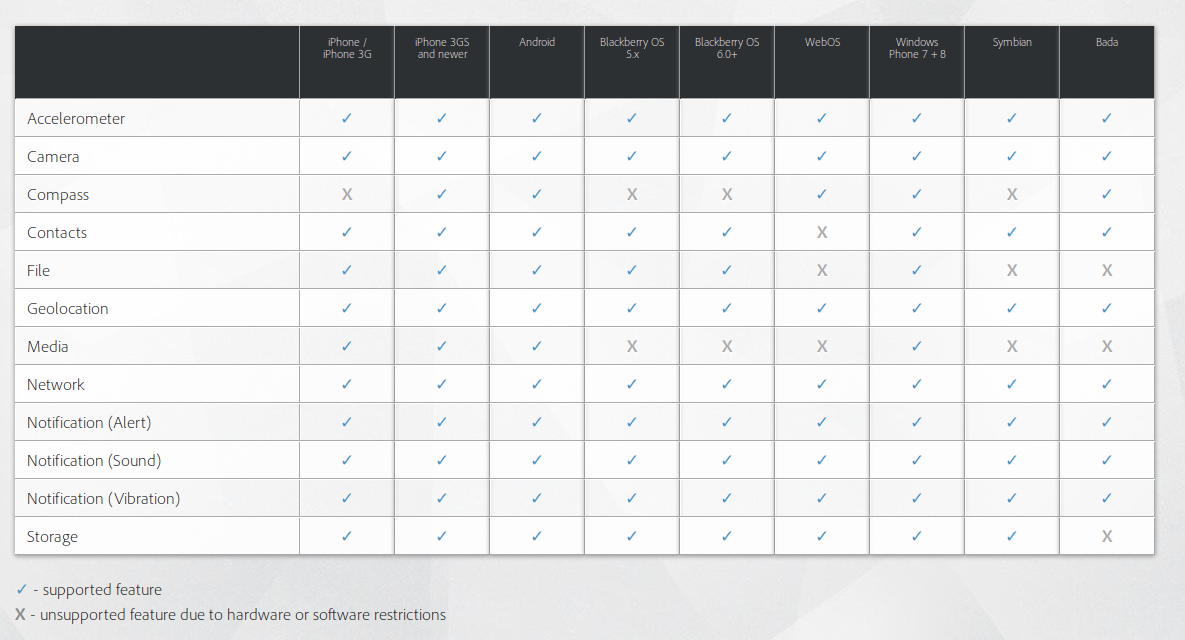 iPhone / iPhone 3G iPhone 3GS and newer Android Blackberry OS 5.x Blackberry OS 6.0+ WebOS Windows Phone 7 + 8 Symbian Bada
Accelerometer ✓ ✓ ✓ ✓ ✓ ✓ ✓ ✓ ✓
Camera ✓ ✓ ✓ ✓ ✓ ✓ ✓ ✓ ✓
Compass X ✓ ✓ X X ✓ ✓ X ✓
Contacts ✓ ✓ ✓ ✓ ✓ X ✓ ✓ ✓
File ✓ ✓ ✓ ✓ ✓ X ✓ X X
Geolocation ✓ ✓ ✓ ✓ ✓ ✓ ✓ ✓ ✓
Media ✓ ✓ ✓ X X X ✓ X X
Network ✓ ✓ ✓ ✓ ✓ ✓ ✓ ✓ ✓
Notification (Alert) ✓ ✓ ✓ ✓ ✓ ✓ ✓ ✓ ✓
Notification (Sound) ✓ ✓ ✓ ✓ ✓ ✓ ✓ ✓ ✓
Notification (Vibration) ✓ ✓ ✓ ✓ ✓ ✓ ✓ ✓ ✓
Storage ✓ ✓ ✓ ✓ ✓ ✓ ✓ ✓ X
✓ - supported feature
X - unsupported feature due to hardware or software restrictions